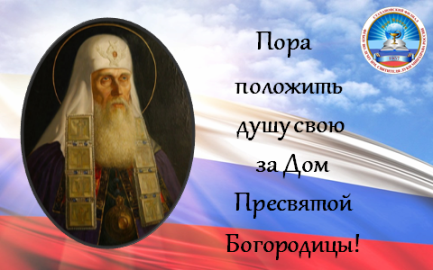 Пора
положить
душу свою
за Дом
Пресвятой
Богородицы!